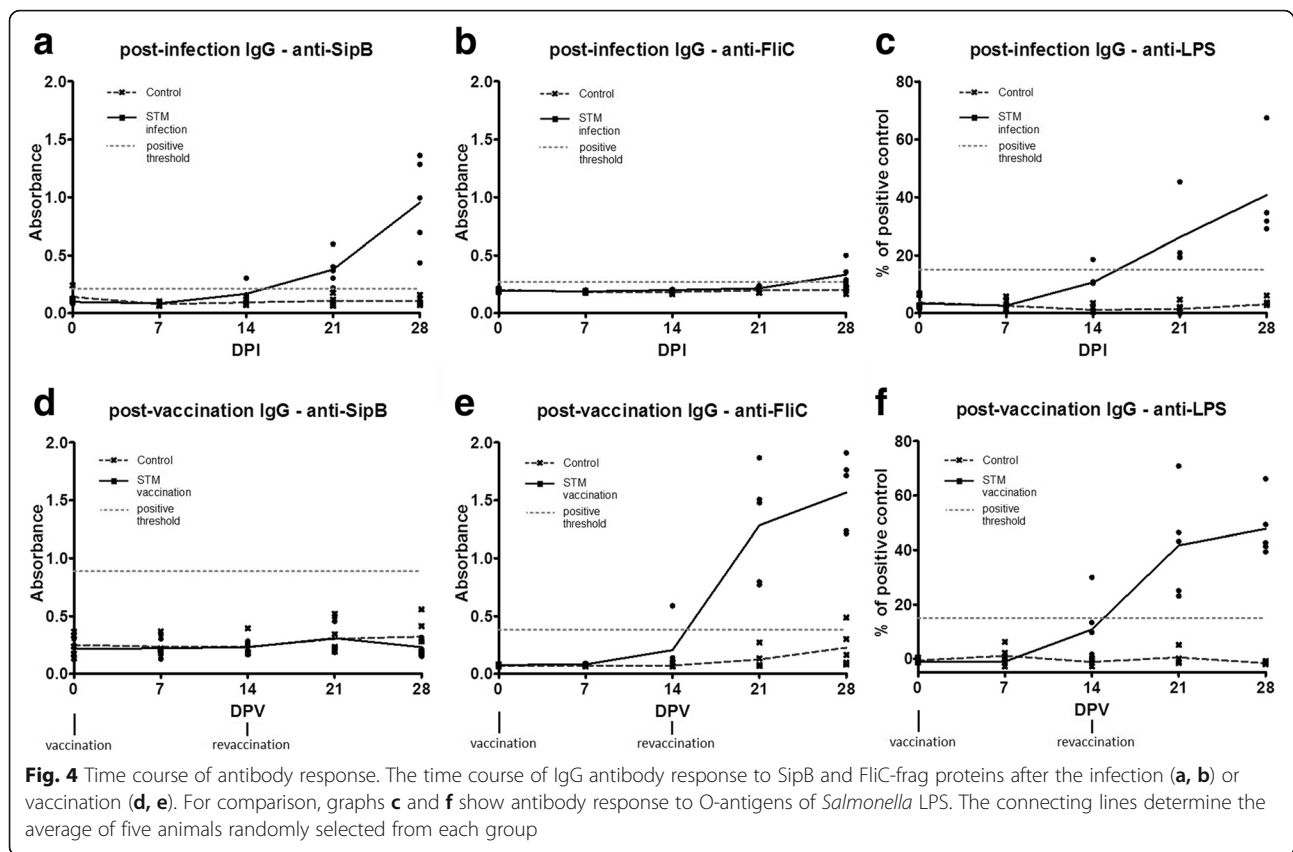 a
post-infection IgG - anti-SipB
2.0
1.5
1.0
0.5
0.0
Absorbance
Control
STM
infection
positive
threshold
0 7 14 21 28
DPI
b
post-infection IgG - anti-FliC
2.0
1.5
1.0
0.5
0.0
Absorbance
Control
STM
infection
positive
threshold
0 7 14 21 28
DPI
c
post-infection IgG - anti-LPS
80
60
40
20
0
% of positive control
Control
STM
infection
positive
threshold
0 7 14 21 28
DPI
d
post-vaccination IgG - anti-SipB
2.0
1.5
1.0
0.5
0.0
Absorbance
Control
STM
vaccination
positive
threshold
0 7 14 21 28
DPV
vaccination revaccination
e
post-vaccination IgG - anti-FliC
2.0
1.5
1.0
0.5
0.0
Absorbance
Control
STM
vaccination
positive
threshold
0 7 14 21 28
DPV
vaccination revaccination
f
post-vaccination IgG - anti-LPS
80
60
40
20
0
% of positive control
Control
STM
vaccination
positive
threshold
0 7 14 21 28
DPV
vaccination revaccination
Fig. 4 Time course of antibody response. The time course of IgG antibody response to SipB and FliC-frag proteins after the infection (a, b) or
vaccination (d, e). For comparison, graphs c and f show antibody response to O-antigens of Salmonella LPS. The connecting lines determine the
average of five animals randomly selected from each group